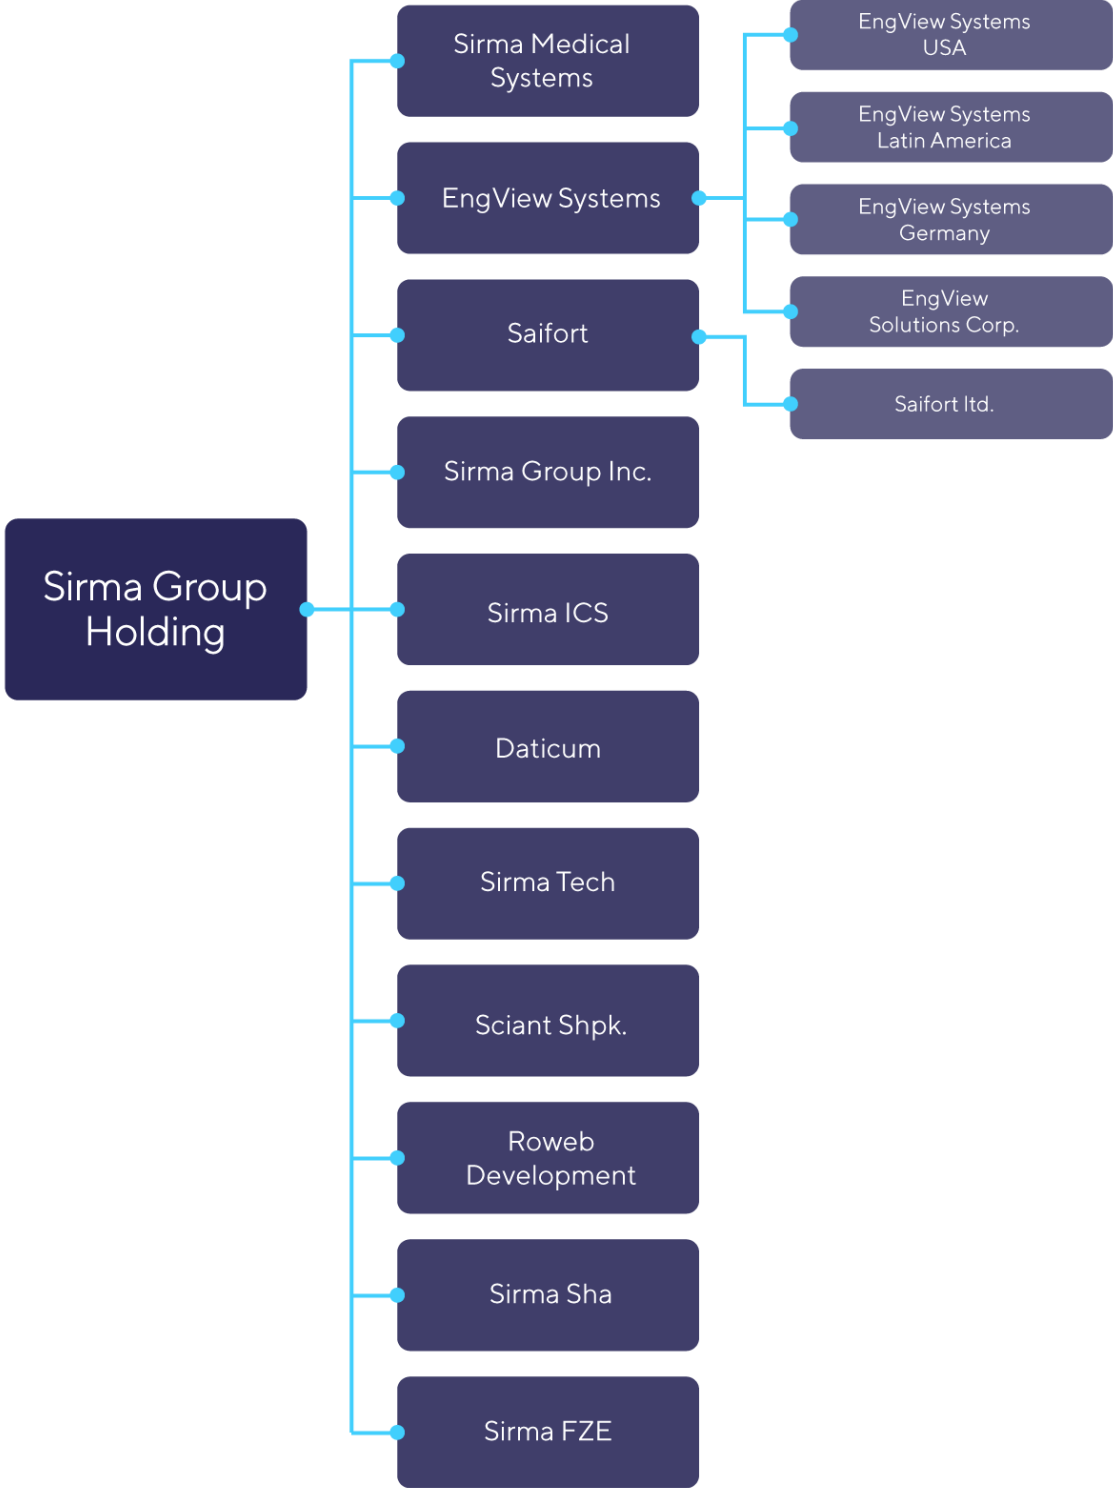 Sirma Group
Holding
Sirma Medical
Systems
EngView Systems
Saifort
Sirma Group Inc.
Sirma ICS
Daticum
Sirma Tech
Sciant Shpk.
Roweb
Development
Sirma Sha
Sirma FZE
EngView Systems
USA
EngView Systems
Latin America
EngView Systems
Germany
EngView
Solutions Corp.
Saifort ltd.